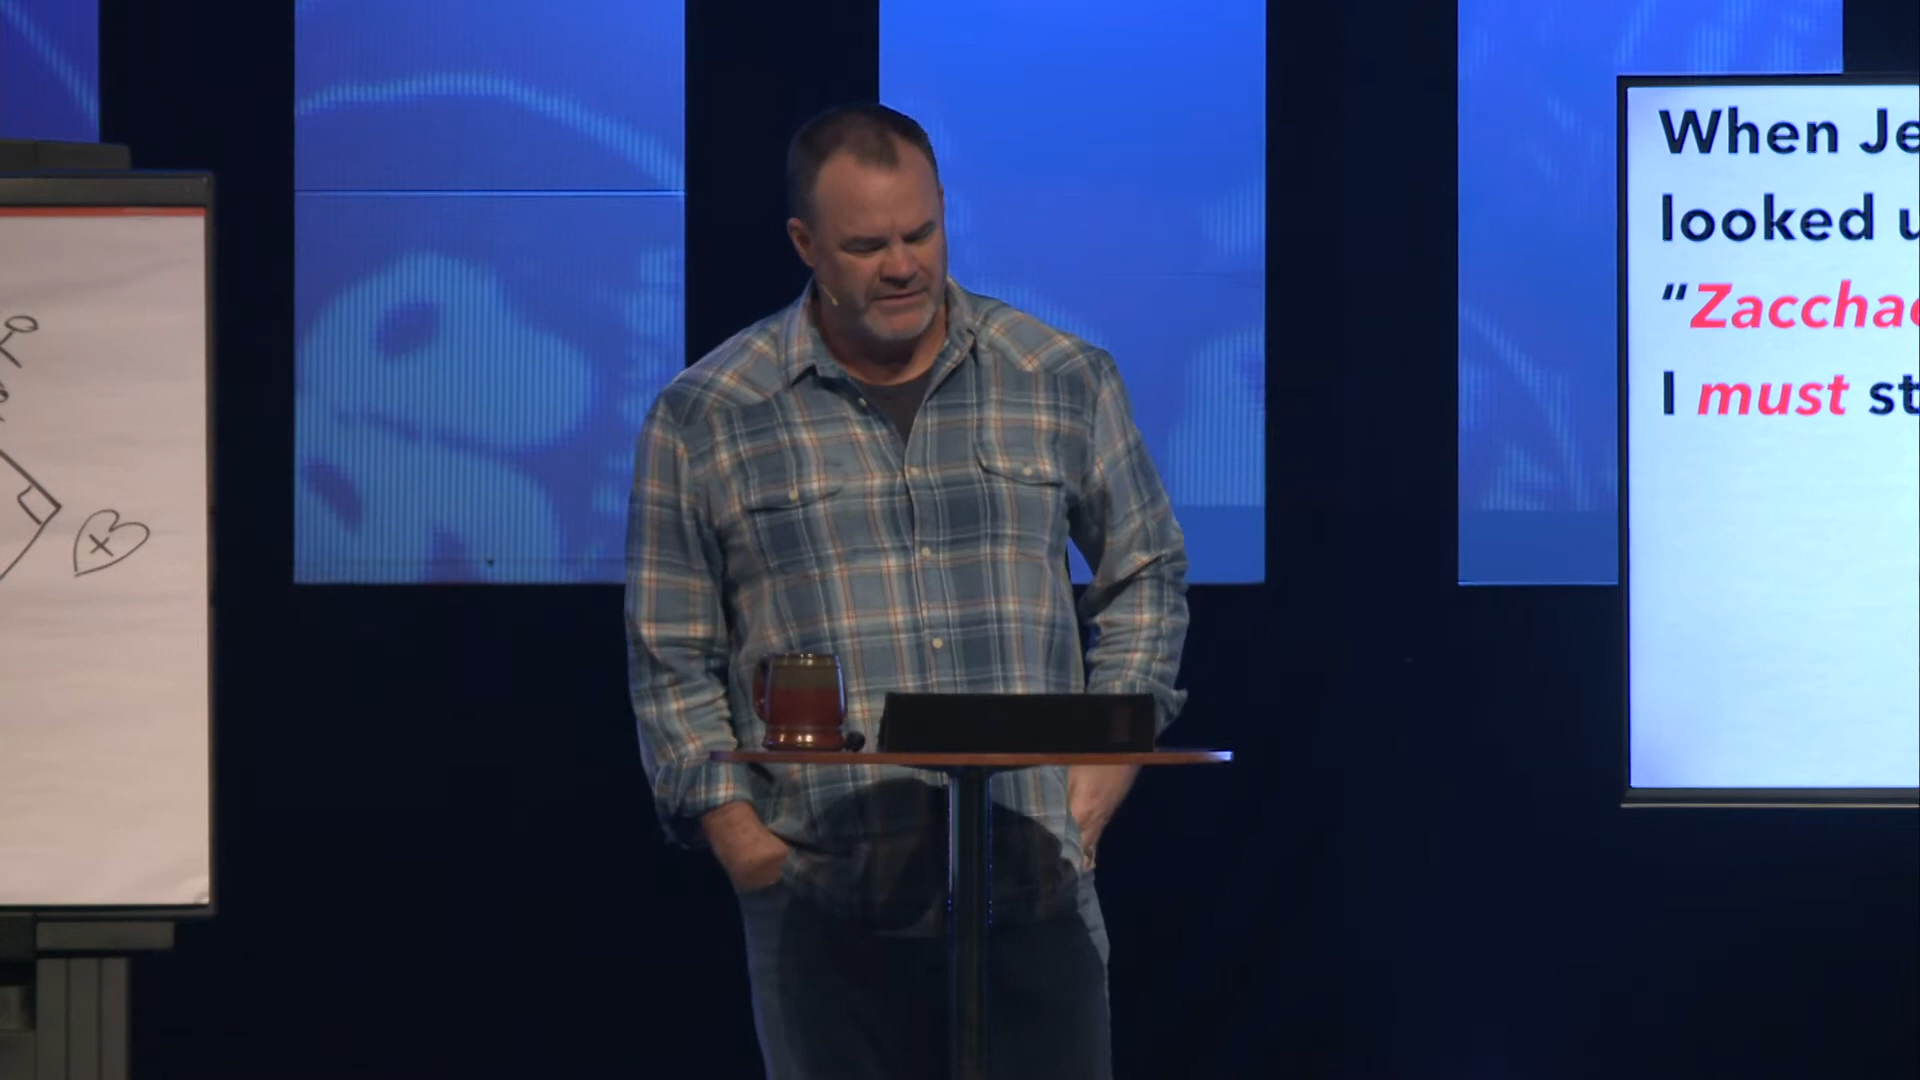 When Je
looked u
“Zacchae
I must st